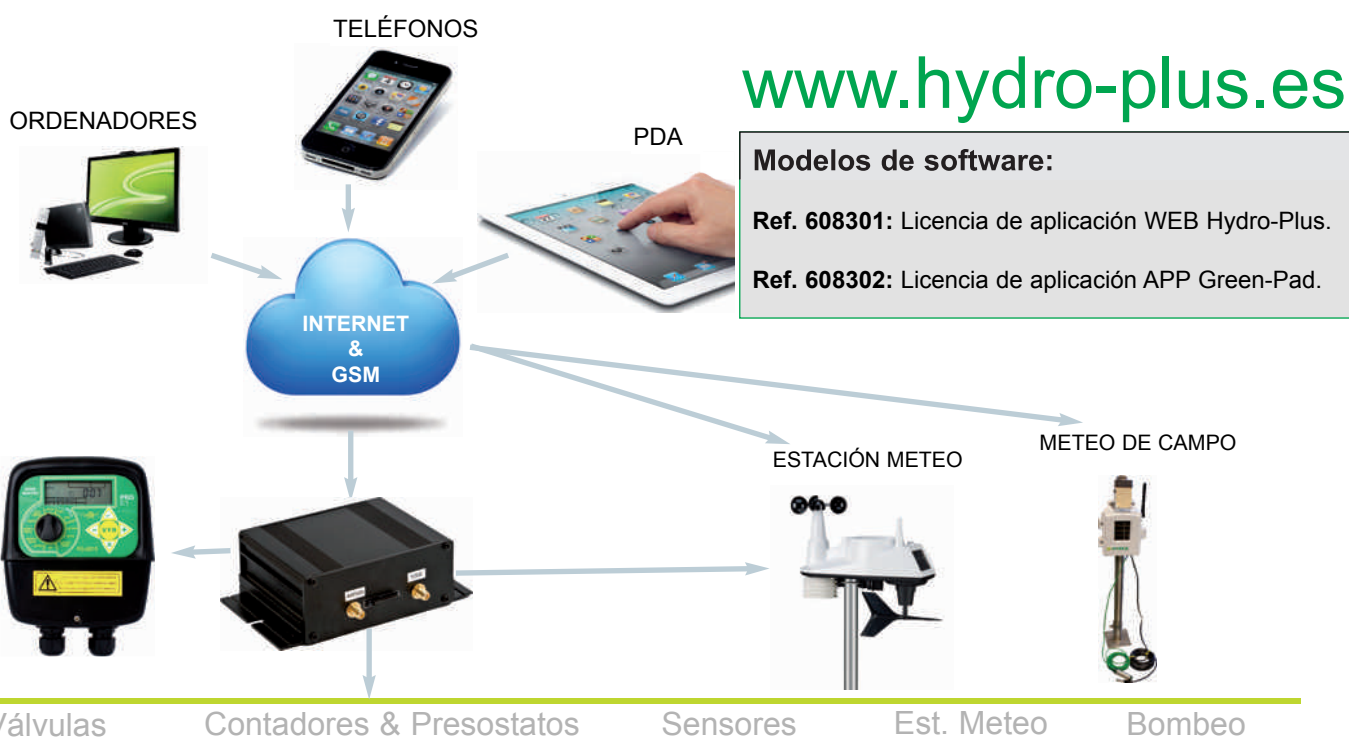 TELÉFONOS
www.hydro-plus.es
ORDENADORES
PDA
Modelos de software:
Ref. 608301: Licencia de aplicación WEB Hydro-Plus.
Ref. 608302: Licencia de aplicación APP Green-Pad.
INTERNET
&
GSM
ESTACIÓN METEO
METEO DE CAMPO
Válvulas
Contadores & Presostatos
Sensores
Est. Meteo
Bombeo